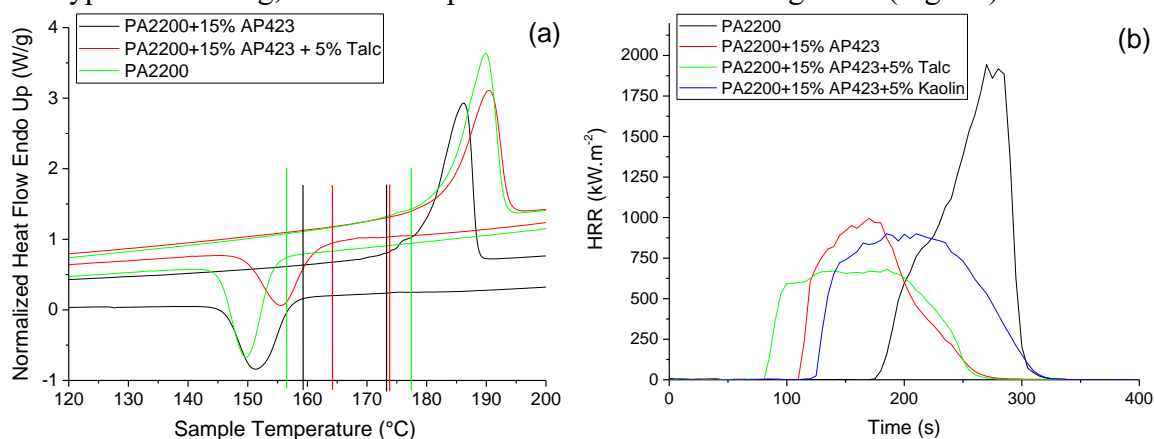 (a)
PA2200+15% AP423
PA2200+15% AP423 + 5% Talc
PA2200
Normalized Heat Flow Endo Up (W/g)
4
3
2
1
0
-1
120 130 140 150 160 170 180 190 200
Sample Temperature (°C)
(b)
PA2200
PA2200+15% AP423
PA2200+15% AP423+5% Talc
PA2200+15% AP423+5% Kaolin
HRR (kW.m-2)
2000
1750
1500
1250
1000
750
500
250
0
0 100 200 300 400
Time (s)